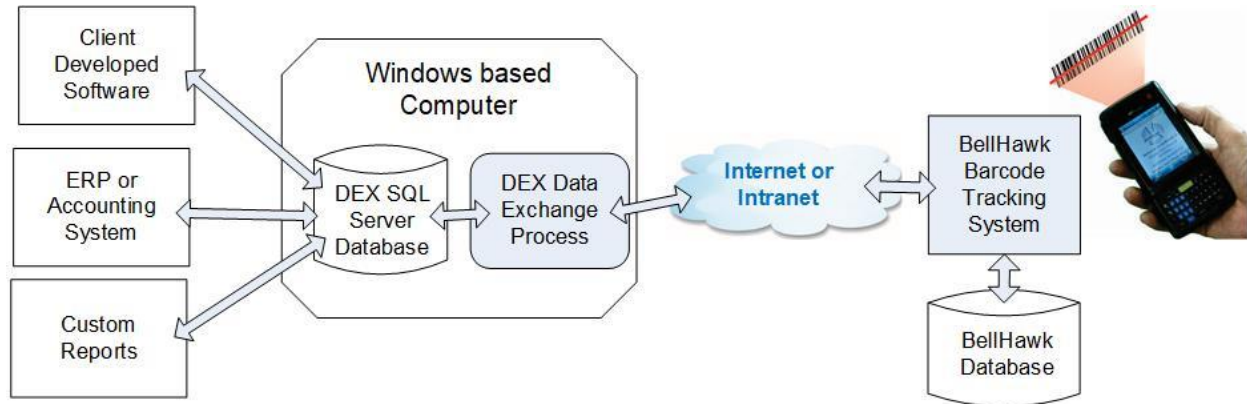 Client
Developed
Software
ERP or
Accounting
System
Custom
Reports
Windows based
Computer
DEX SQL
Server
Database
DEX Data
Exchange
Process
Internet or
Intranet
BellHawk
Barcode
Tracking
System
BellHawk
Database